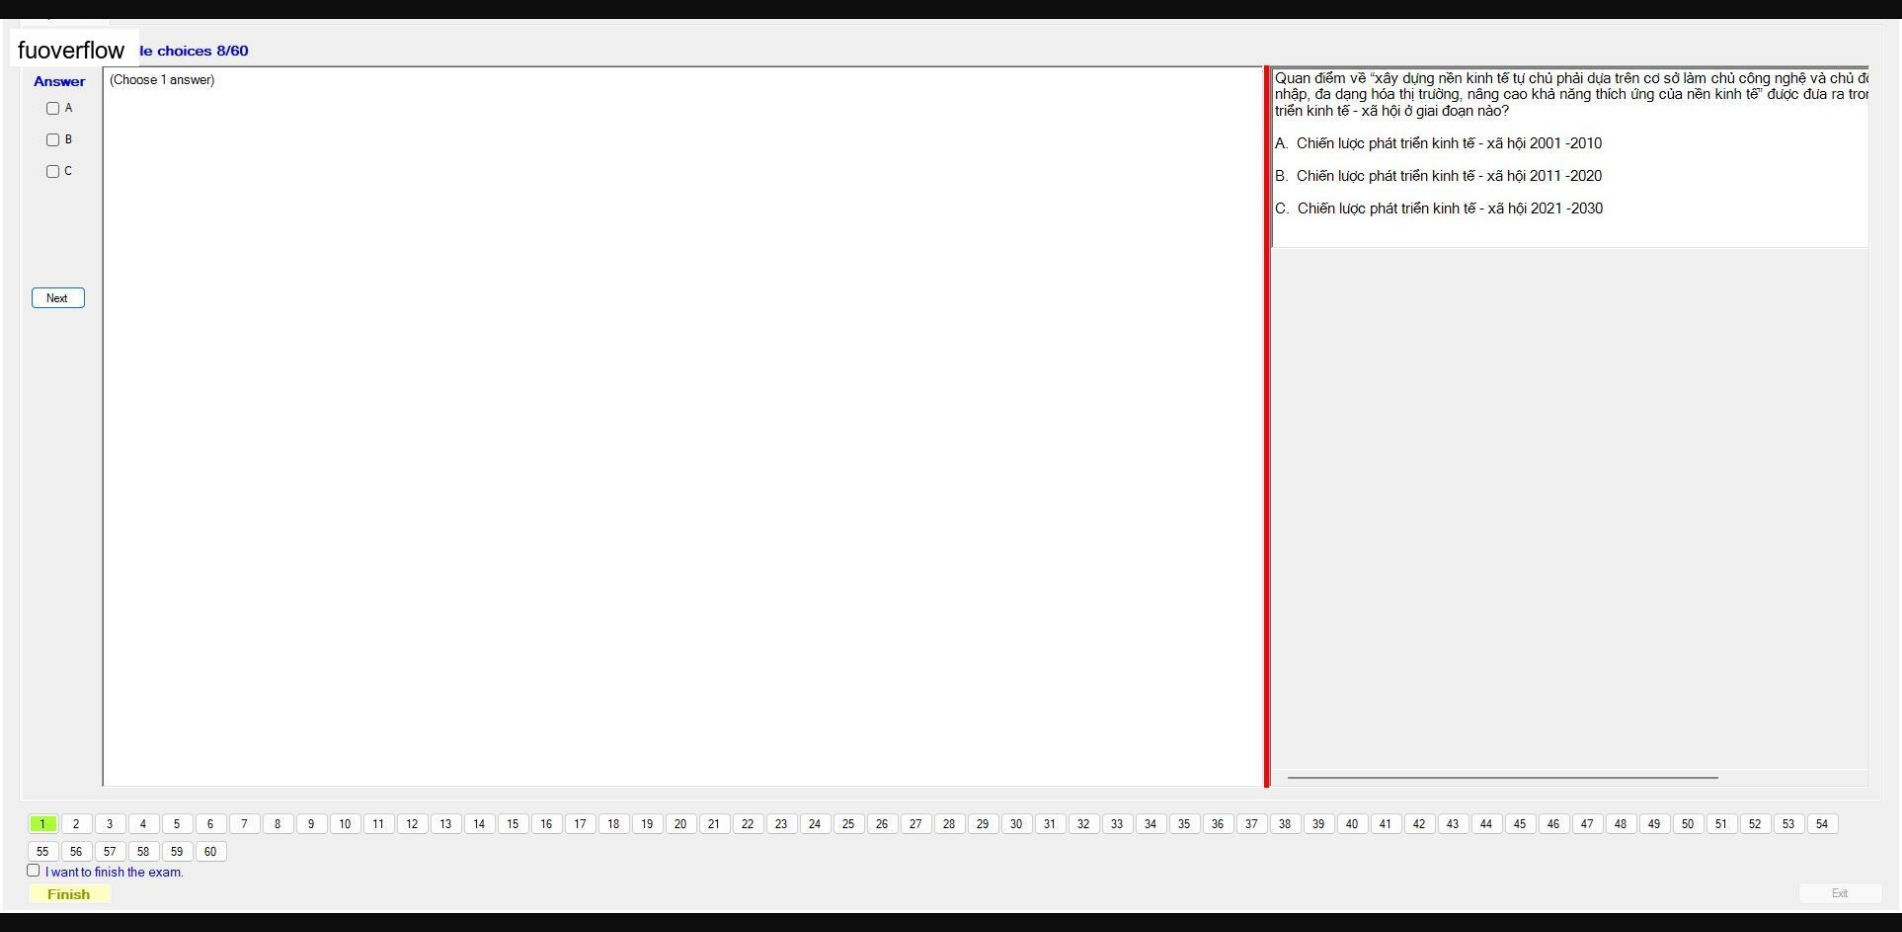 fuoverflow le choices 8/60
Answer
(Choose 1 answer)
A
B
C
Next
Quan điểm về “xây dựng nền kinh tế tự chủ phải dựa trên cơ sở làm chủ công nghệ và chủ
nhập, đa dạng hóa thị trường, nâng cao khả năng thích ứng của nền kinh tế” được đưa ra
triển kinh tế - xã hội ở giai đoạn nào?
A. Chiến lược phát triển kinh tế - xã hội 2001 -2010
B. Chiến lược phát triển kinh tế - xã hội 2011 -2020
C. Chiến lược phát triển kinh tế - xã hội 2021 -2030
1 2 3 4 5 6 7 8 9 10 11 12 13 14 15 16 17 18 19 20 21 22 23 24 25 26 27 28 29 30 31 32 33 34 35 36 37 38 39 40 41 42 43 44 45 46 47 48 49 50 51 52 53 54
55 56 57 58 59 60
I want to finish the exam.
Finish
Exit